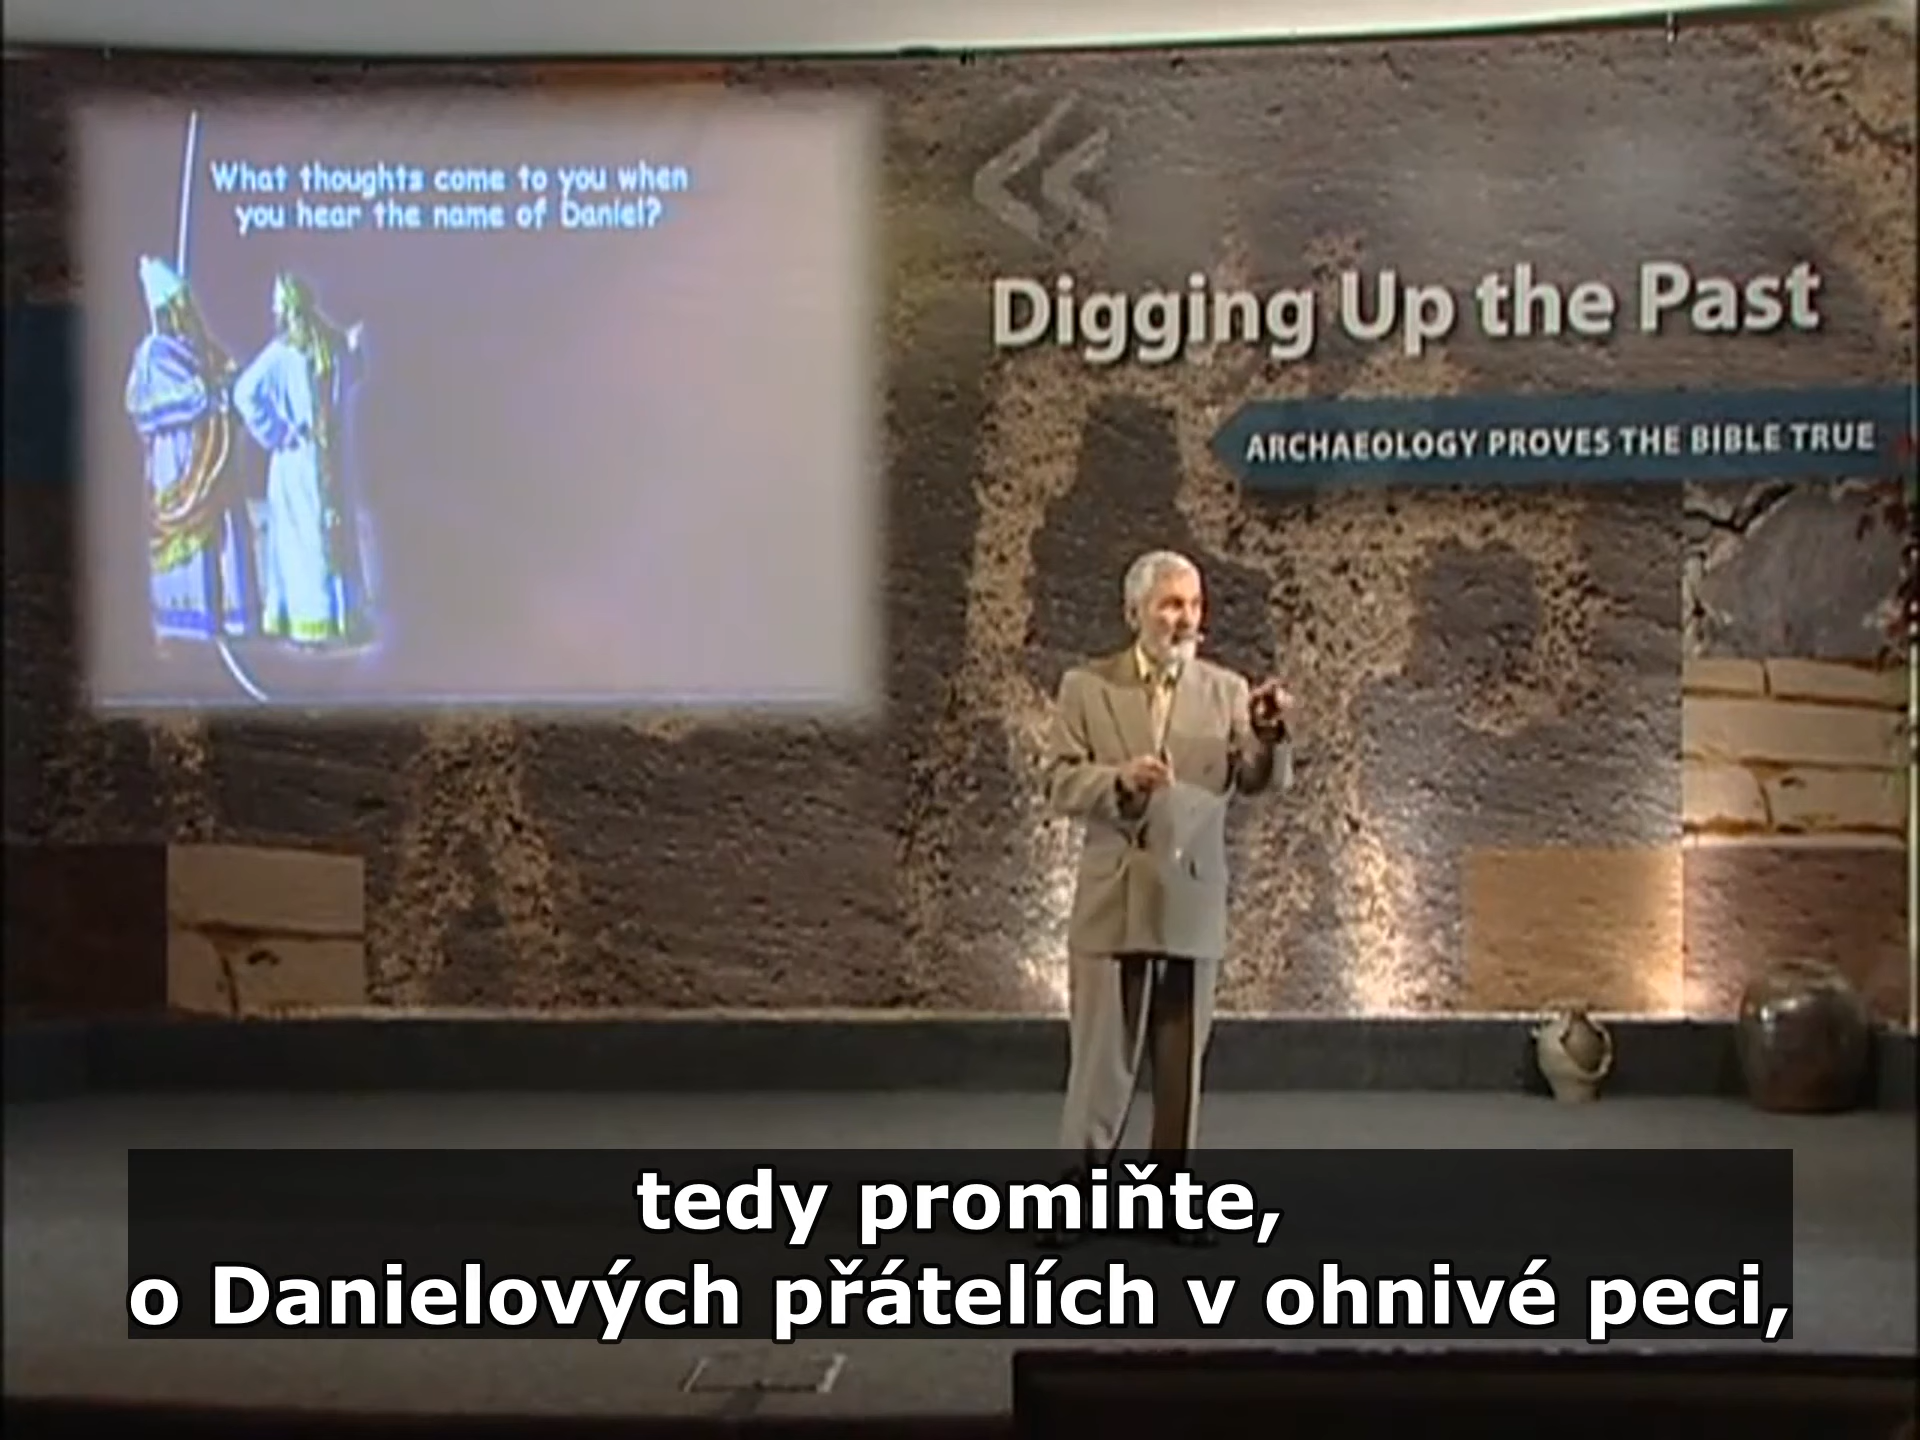 What thoughts come to you when
you hear the name of Daniel?
Digging Up the Past
ARCHAEOLOGY PROVES THE BIBLE TRUE
tedy promiňte,
o Danielových přátelích v ohnivé peci,